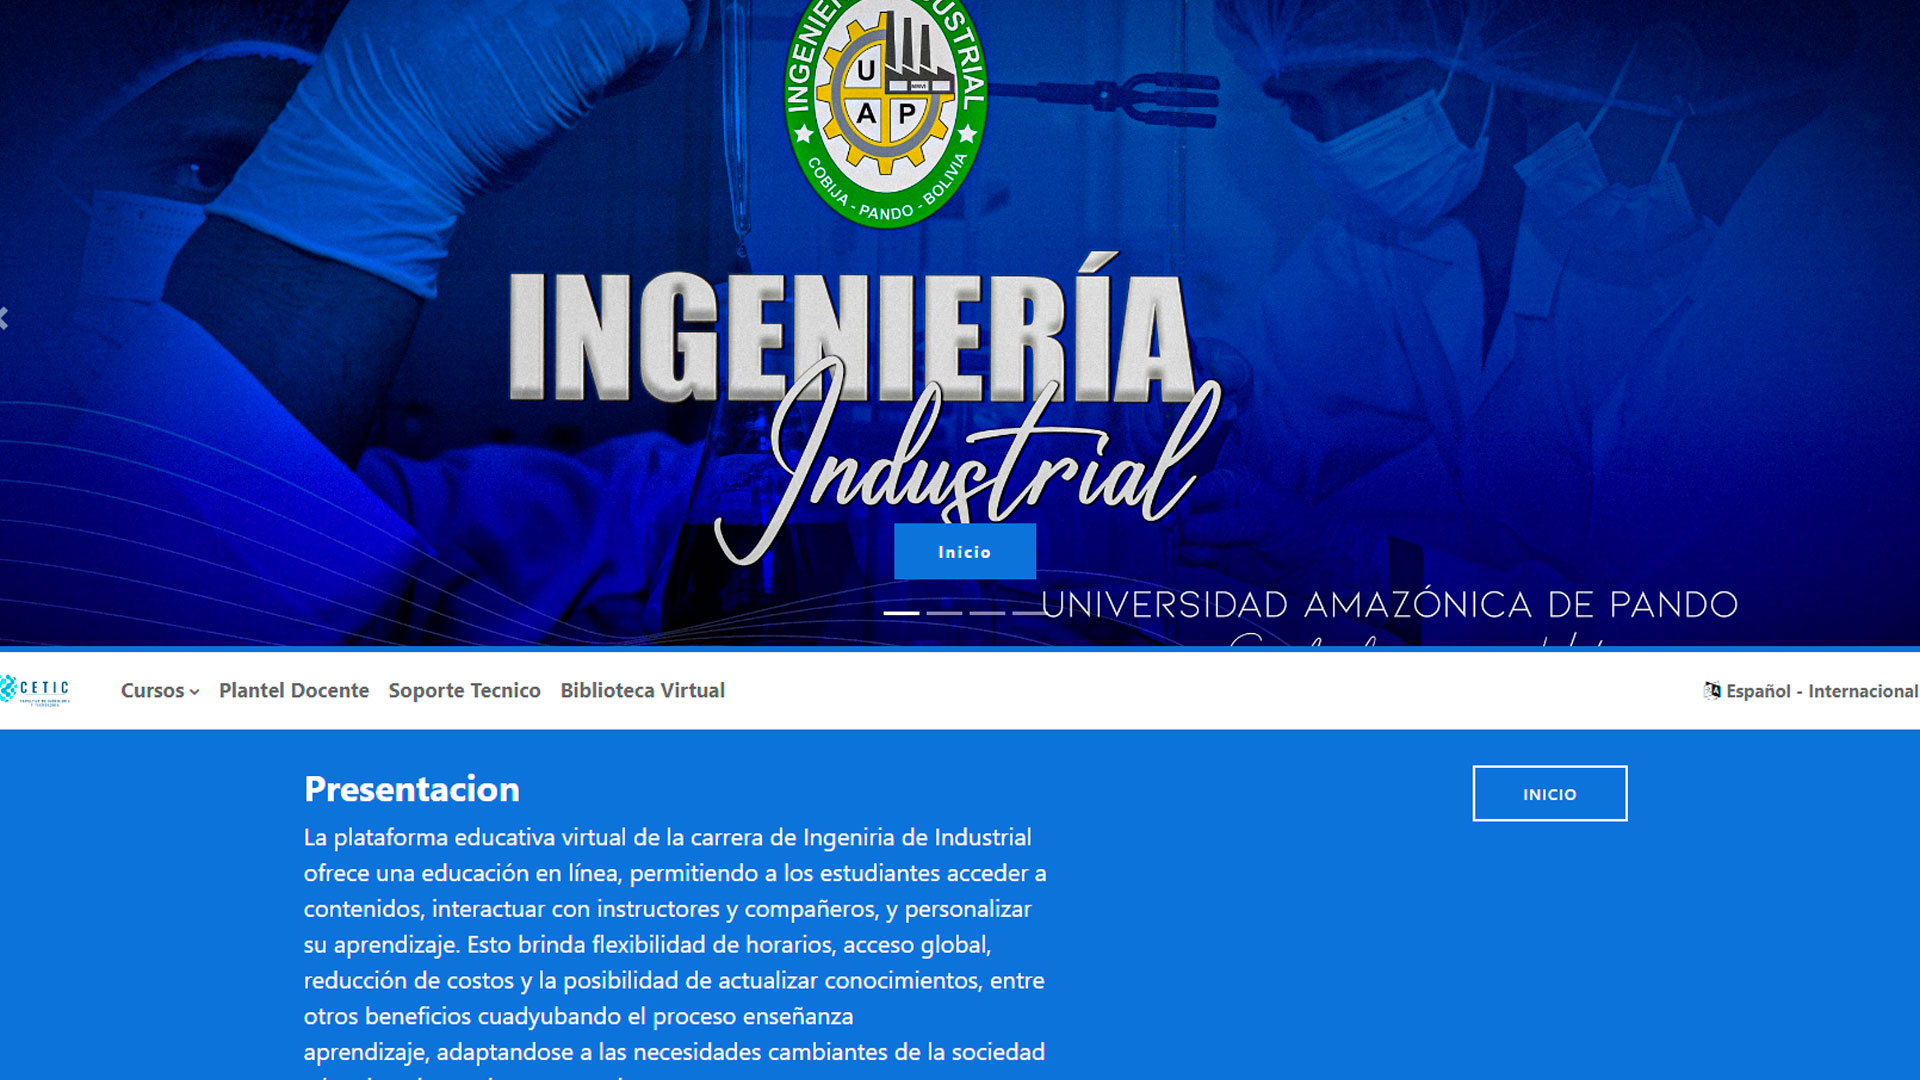 INGENIERÍA INDUSTRIAL
U
A P
COBIJA - PANDO - BOLIVIA
INGENIERÍA
Industrial
Inicio
UNIVERSIDAD AMAZÓNICA DE PANDO
CETIC
Cursos
Plantel Docente
Soporte Tecnico
Biblioteca Virtual
Español - Internacional
Presentacion
INICIO
La plataforma educativa virtual de la carrera de Ingeniria de Industrial
ofrece una educación en línea, permitiendo a los estudiantes acceder a
contenidos, interactuar con instructores y compañeros, y personalizar
su aprendizaje. Esto brinda flexibilidad de horarios, acceso global,
reducción de costos y la posibilidad de actualizar conocimientos, entre
otros beneficios cuadyubando el proceso enseñanza
aprendizaje, adaptandose a las necesidades cambiantes de la sociedad